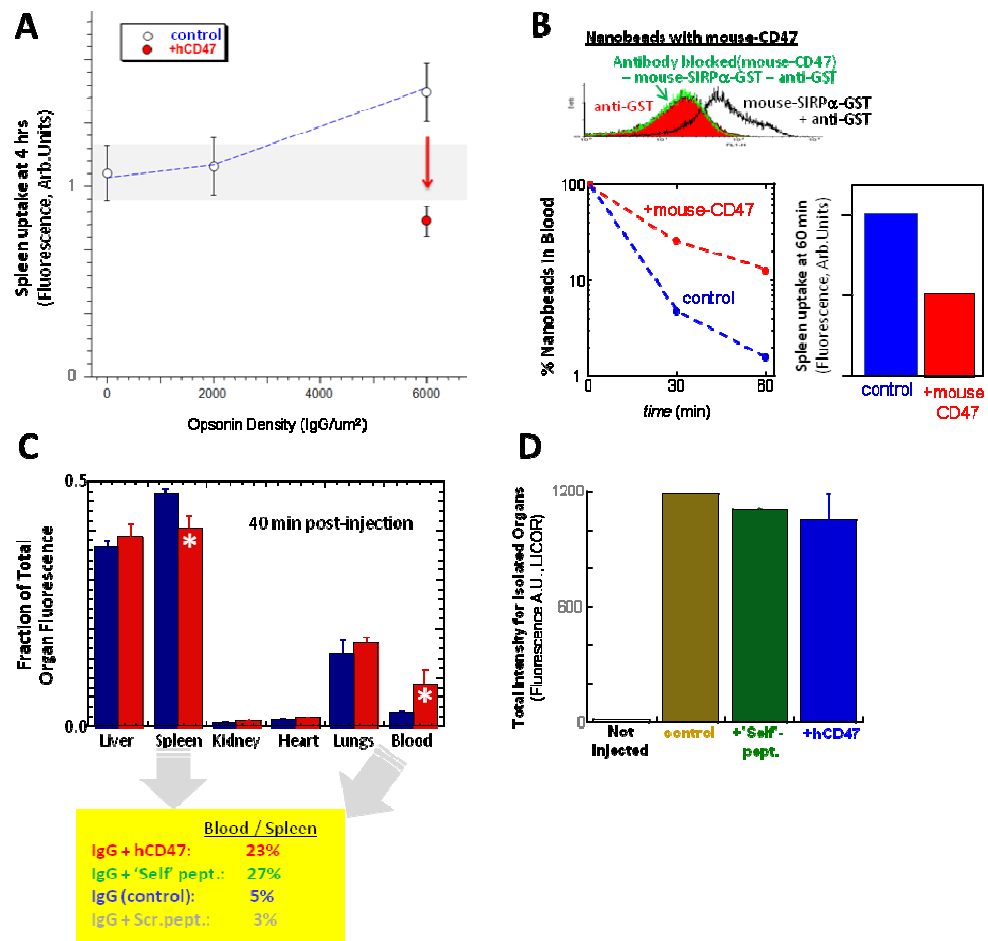 A
control
+hCD47
Spleen uptake at 4 hrs
(Fluorescence, Arb.Units)
1
0
0
2000
4000
6000
Opsonin Density (IgG/um²)
B
Nanobeads with mouse-CD47
Antibody blocked(mouse-CD47)
– mouse-SIRPα-GST – anti-GST
anti-GST
mouse-SIRPα-GST
+ anti-GST
% Nanobeads in Blood
100
10
1
+mouse-CD47
control
0
30
60
time (min)
Spleen uptake at 60 min
(Fluorescence, Arb.Units)
control
+mouse
CD47
C
Fraction of Total
Organ Fluorescence
0.5
0.0
40 min post-injection
*
*
Liver
Spleen
Kidney
Heart
Lungs
Blood
Blood / Spleen
IgG + hCD47: 23%
IgG + ‘Self’ pept.: 27%
IgG (control): 5%
IgG + Scr.pept.: 3%
D
Total Intensity for Isolated Organs
(Fluorescence A.U., LICOR)
1200
600
0
Not
Injected
control
+‘Self’-
pept.
+hCD47